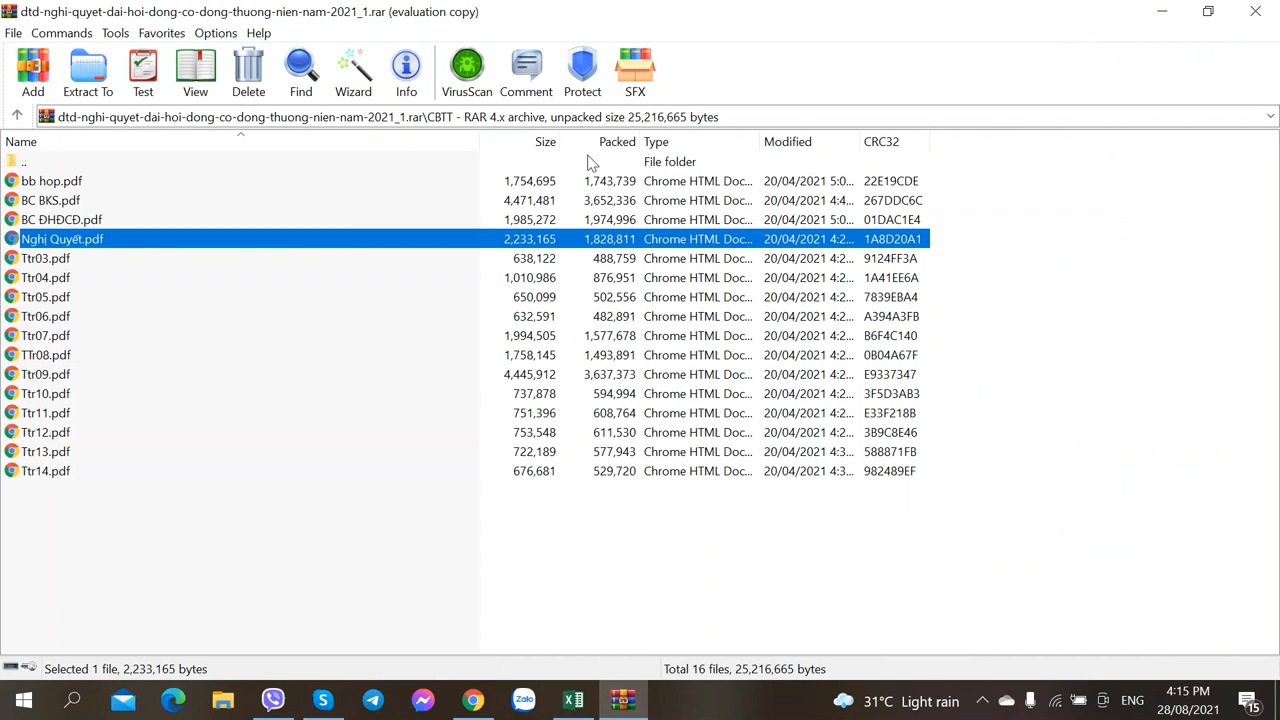 dtd-nghi-quyet-dai-hoi-dong-co-dong-thuong-nien-nam-2021_1.rar (evaluation copy)
File Commands Tools Favorites Options Help
Add Extract To Test View Delete Find Wizard Info VirusScan Comment Protect SFX
dtd-nghi-quyet-dai-hoi-dong-co-dong-thuong-nien-nam-2021_1.rar\CBTT - RAR 4.x archive, unpacked size 25,216,665 bytes
Name Size Packed Type Modified CRC32
.. File folder
bb hop.pdf 1,754,695 1,743,739 Chrome HTML Doc... 20/04/2021 5:0... 22E19CDE
BC BKS.pdf 4,471,481 3,652,336 Chrome HTML Doc... 20/04/2021 4:4... 267DDC6C
BC ĐHĐCĐ.pdf 1,985,272 1,974,996 Chrome HTML Doc... 20/04/2021 5:0... 01DAC1E4
Nghị Quyết.pdf 2,233,165 1,828,811 Chrome HTML Doc... 20/04/2021 4:2... 1A8D20A1
Ttr03.pdf 638,122 488,759 Chrome HTML Doc... 20/04/2021 4:2... 9124FF3A
Ttr04.pdf 1,010,986 876,951 Chrome HTML Doc... 20/04/2021 4:2... 1A41EE6A
Ttr05.pdf 650,099 502,556 Chrome HTML Doc... 20/04/2021 4:2... 7839EBA4
Ttr06.pdf 632,591 482,891 Chrome HTML Doc... 20/04/2021 4:2... A394A3FB
Ttr07.pdf 1,994,505 1,577,678 Chrome HTML Doc... 20/04/2021 4:2... B6F4C140
TTr08.pdf 1,758,145 1,493,891 Chrome HTML Doc... 20/04/2021 4:2... 0B04A67F
Ttr09.pdf 4,445,912 3,637,373 Chrome HTML Doc... 20/04/2021 4:2... E9337347
Ttr10.pdf 737,878 594,994 Chrome HTML Doc... 20/04/2021 4:2... 3F5D3AB3
Ttr11.pdf 751,396 608,764 Chrome HTML Doc... 20/04/2021 4:2... E33F218B
Ttr12.pdf 753,548 611,530 Chrome HTML Doc... 20/04/2021 4:2... 3B9C8E46
Ttr13.pdf 722,189 577,943 Chrome HTML Doc... 20/04/2021 4:2... 588871FB
Ttr14.pdf 676,681 529,720 Chrome HTML Doc... 20/04/2021 4:3... 982489EF
Selected 1 file, 2,233,165 bytes Total 16 files, 25,216,665 bytes
Zalo 31°C Light rain ENG 4:15 PM
28/08/2021 15